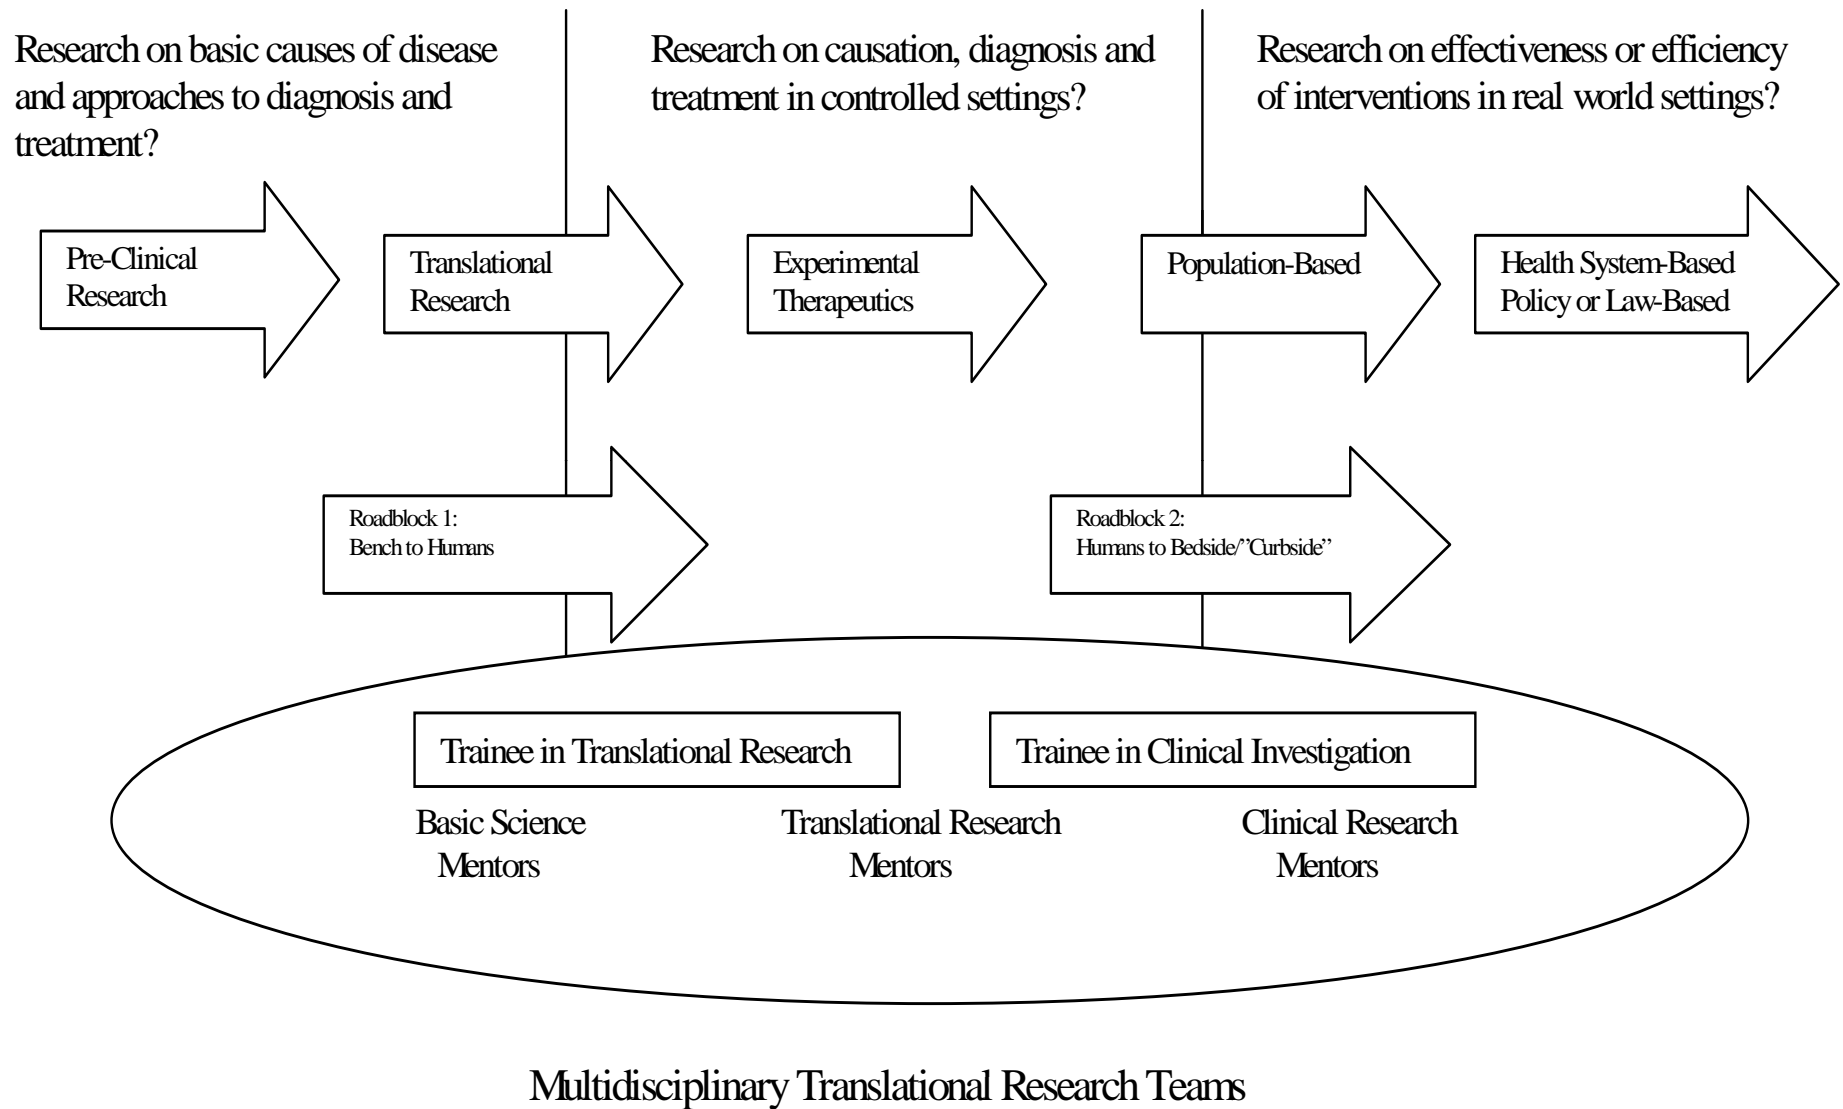 Research on basic causes of disease
and approaches to diagnosis and
treatment?
Research on causation, diagnosis and
treatment in controlled settings?
Research on effectiveness or efficiency
of interventions in real world settings?
Pre-Clinical
Research
Translational
Research
Experimental
Therapeutics
Population-Based
Health System-Based
Policy or Law-Based
Roadblock 1:
Bench to Humans
Roadblock 2:
Humans to Bedside/”Curbside”
Trainee in Translational Research
Trainee in Clinical Investigation
Basic Science
Mentors
Translational Research
Mentors
Clinical Research
Mentors
Multidisciplinary Translational Research Teams